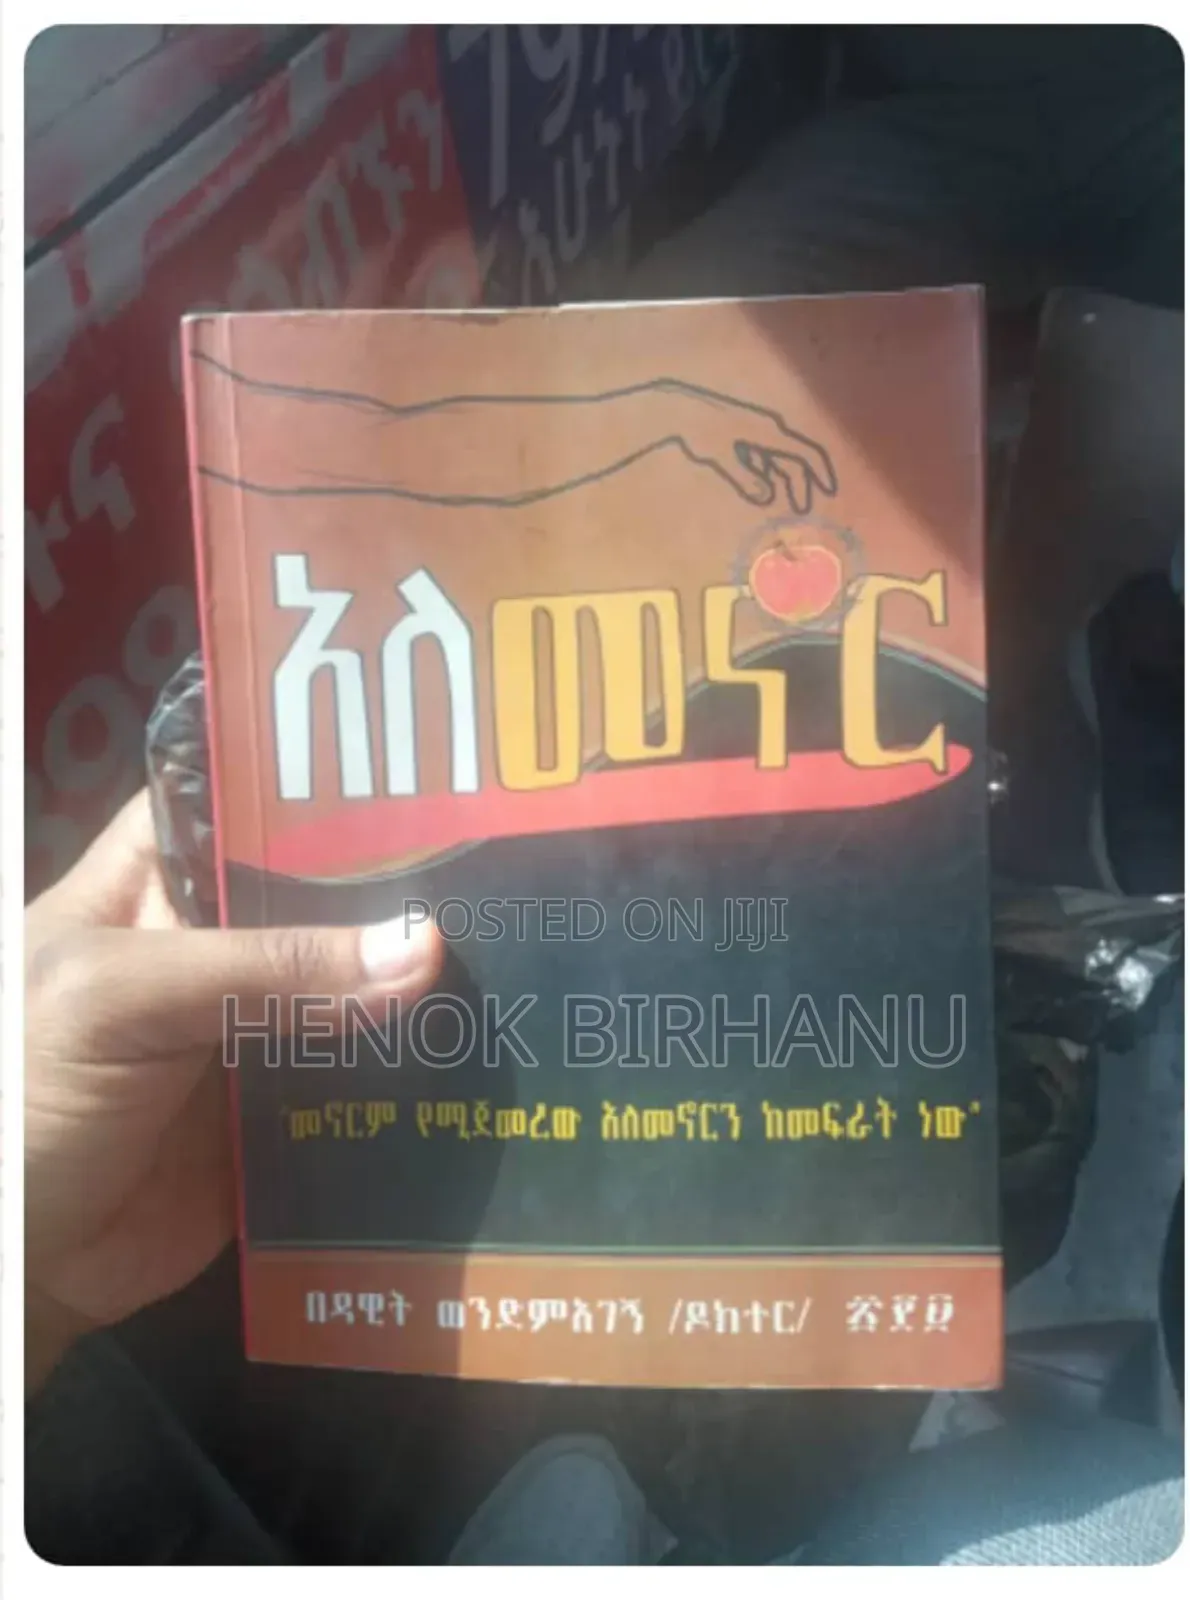 አለመኖር
POSTED ON JIJI
HENOK BIRHANU
"መኖርም የሚጀመረው አለመኖርን ከመፍራት ነው"
በዳዊት ወንድምአገኝ /ዶክተር/ ፳፻፱